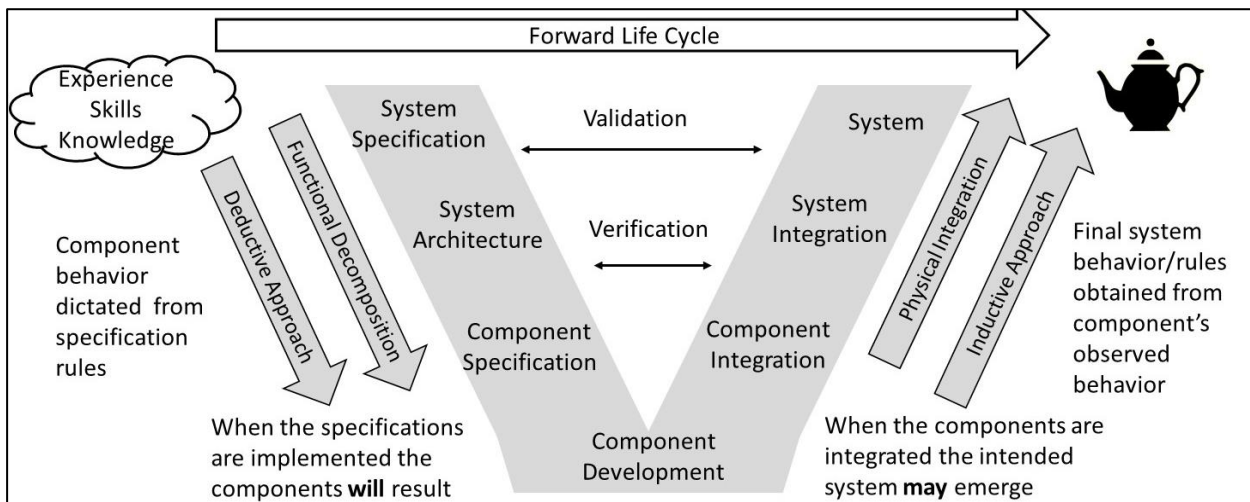 Forward Life Cycle
Experience
Skills
Knowledge
Deductive Approach
Functional Decomposition
Component
behavior
dictated from
specification
rules
When the specifications
are implemented the
components will result
System
Specification
System
Architecture
Component
Specification
Component
Development
Validation
Verification
System
System
Integration
Component
Integration
Physical Integration
Inductive Approach
When the components are
integrated the intended
system may emerge
Final system
behavior/rules
obtained from
component's
observed
behavior